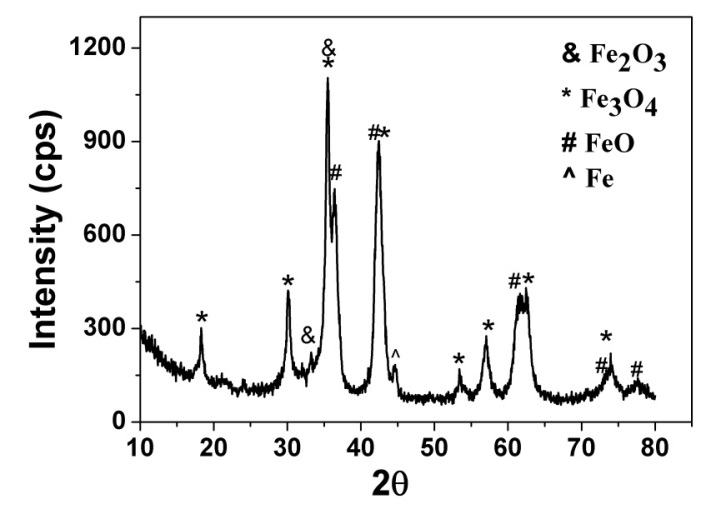 1200
900
600
300
0
Intensity (cps)
10 20 30 40 50 60 70 80
2θ
& Fe₂O₃
* Fe₃O₄
# FeO
^ Fe
&
*
#
#*
*
*
&
^
*
*
#*
*
#
#